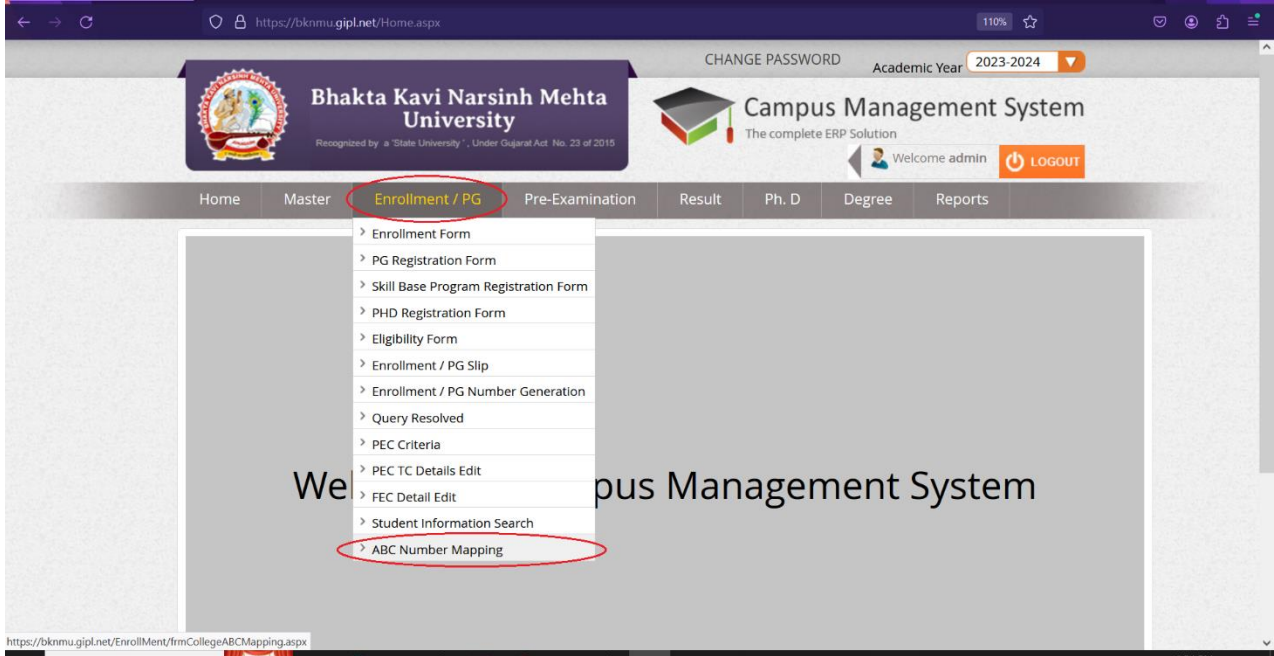 https://bknmu.gipl.net/Home.aspx
110%
CHANGE PASSWORD
Academic Year 2023-2024
Bhakta Kavi Narsinh Mehta
University
Recognized by a 'State University ' , Under Gujarat Act No. 23 of 2015
Campus Management System
The complete ERP Solution
Welcome admin
LOGOUT
Home Master Enrollment / PG Pre-Examination Result Ph. D Degree Reports
Enrollment Form
PG Registration Form
Skill Base Program Registration Form
PHD Registration Form
Eligibility Form
Enrollment / PG Slip
Enrollment / PG Number Generation
Query Resolved
PEC Criteria
PEC TC Details Edit
FEC Detail Edit
Student Information Search
ABC Number Mapping
We pus Management System
https://bknmu.gipl.net/EnrollMent/frmCollegeABCMapping.aspx